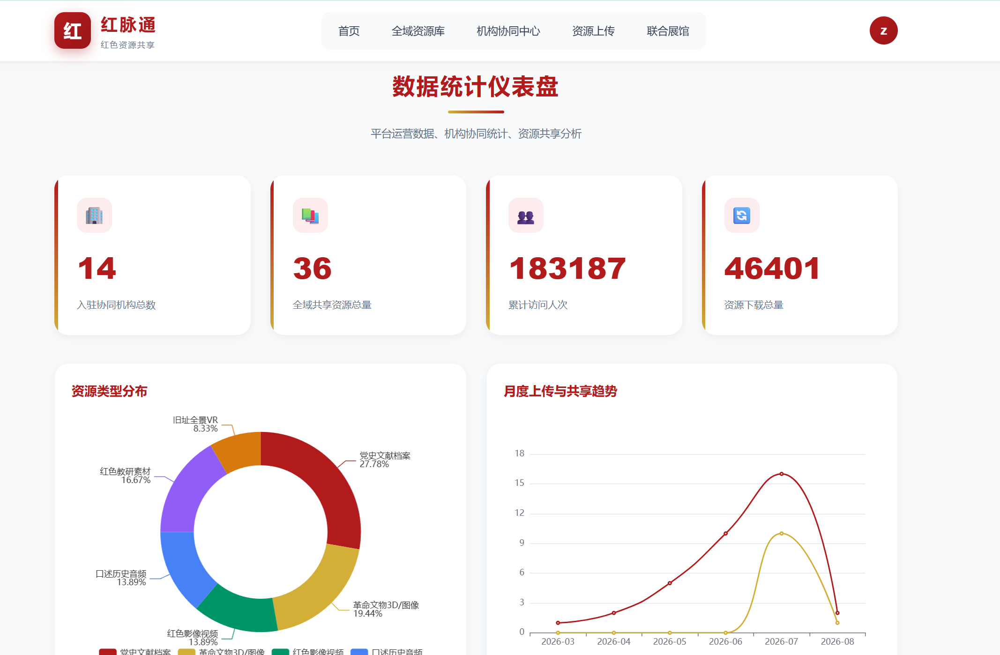 红
红脉通
红色资源共享
首页
全域资源库
机构协同中心
资源上传
联合展馆
z
数据统计仪表盘
平台运营数据、机构协同统计、资源共享分析
14
入驻协同机构总数
36
全域共享资源总量
183187
累计访问人次
46401
资源下载总量
资源类型分布
旧址全景VR
8.33%
党史文献档案
27.78%
红色教研素材
16.67%
口述历史音频
13.89%
革命文物3D/图像
19.44%
红色影像视频
13.89%
党史文献档案
革命文物3D/图像
红色影像视频
口述历史音频
月度上传与共享趋势
18
15
12
9
6
3
0
2026-03
2026-04
2026-05
2026-06
2026-07
2026-08